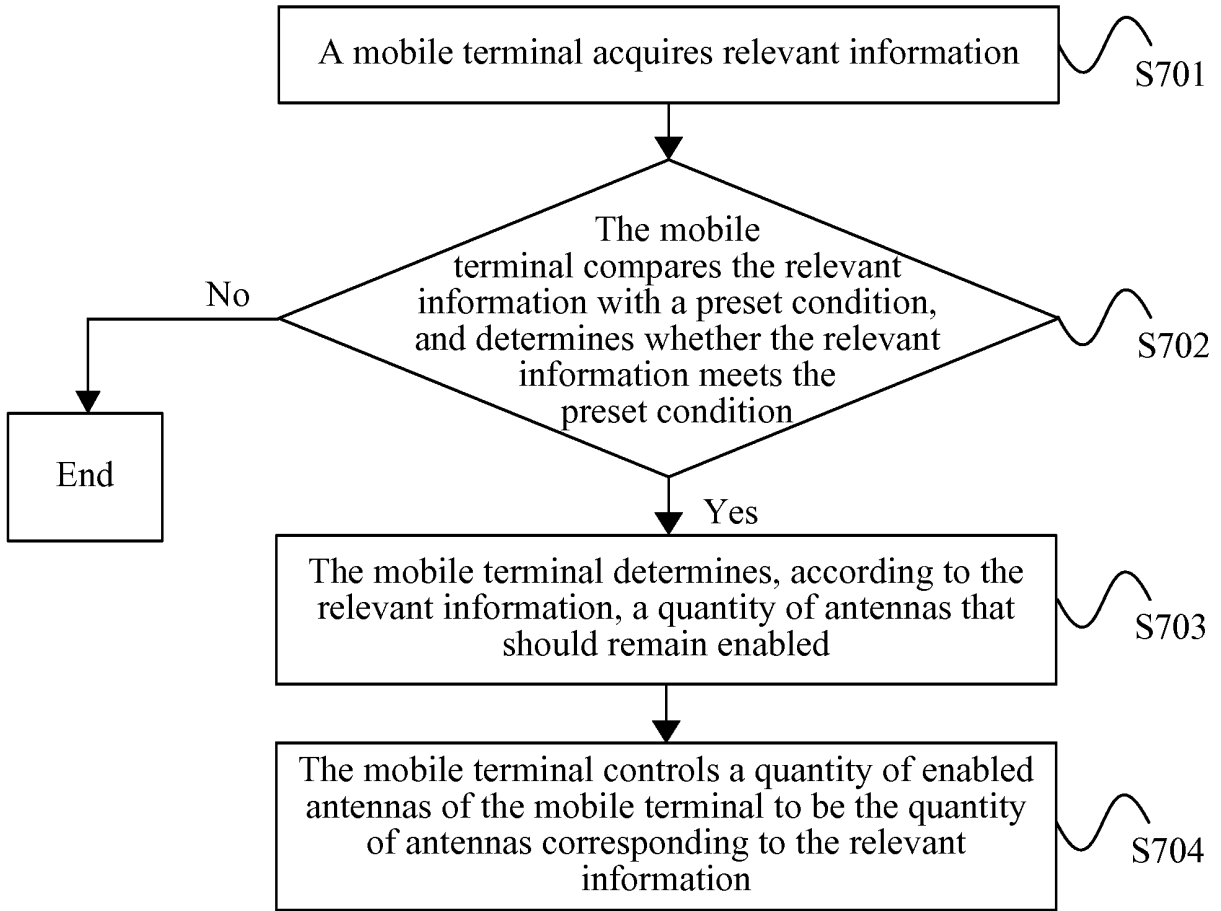 A mobile terminal acquires relevant information
S701
The mobile
terminal compares the relevant
information with a preset condition,
and determines whether the relevant
information meets the
preset condition
No
S702
End
Yes
The mobile terminal determines, according to the
relevant information, a quantity of antennas that
should remain enabled
S703
The mobile terminal controls a quantity of enabled
antennas of the mobile terminal to be the quantity
of antennas corresponding to the relevant
information
S704